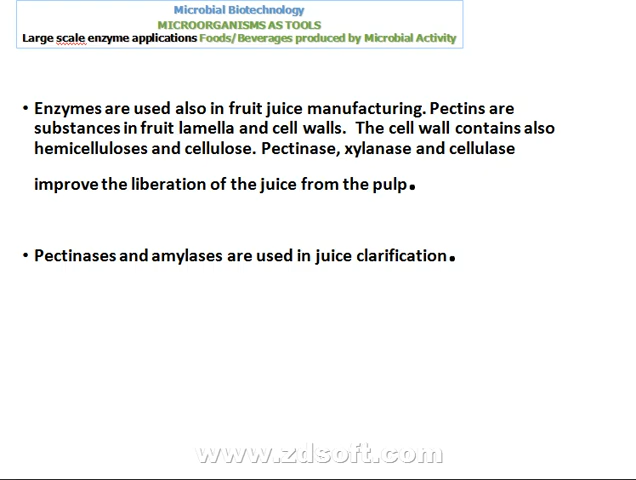 Microbial Biotechnology
MICROORGANISMS AS TOOLS
Large scale enzyme applications Foods/Beverages produced by Microbial Activity
• Enzymes are used also in fruit juice manufacturing. Pectins are
substances in fruit lamella and cell walls. The cell wall contains also
hemicelluloses and cellulose. Pectinase, xylanase and cellulase
improve the liberation of the juice from the pulp.
• Pectinases and amylases are used in juice clarification.
www.zdsoft.com